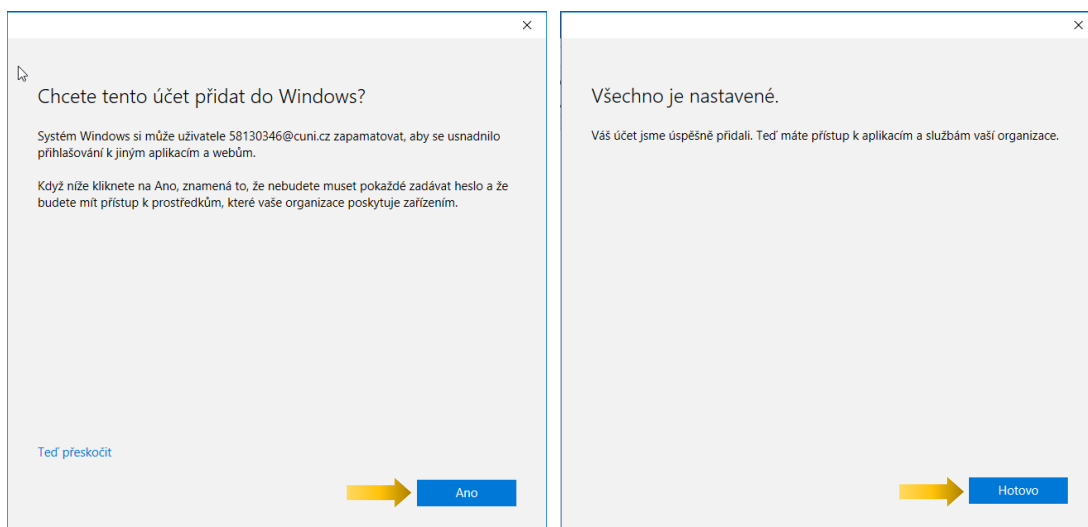 Chcete tento účet přidat do Windows?
Systém Windows si může uživatele 58130346@cuni.cz zapamatovat, aby se usnadnilo
přihlašování k jiným aplikacím a webům.
Když níže kliknete na Ano, znamená to, že nebudete muset pokaždé zadávat heslo a že
budete mít přístup k prostředkům, které vaše organizace poskytuje zařízením.
Teď přeskočit
Ano
Všechno je nastavené.
Váš účet jsme úspěšně přidali. Teď máte přístup k aplikacím a službám vaší organizace.
Hotovo